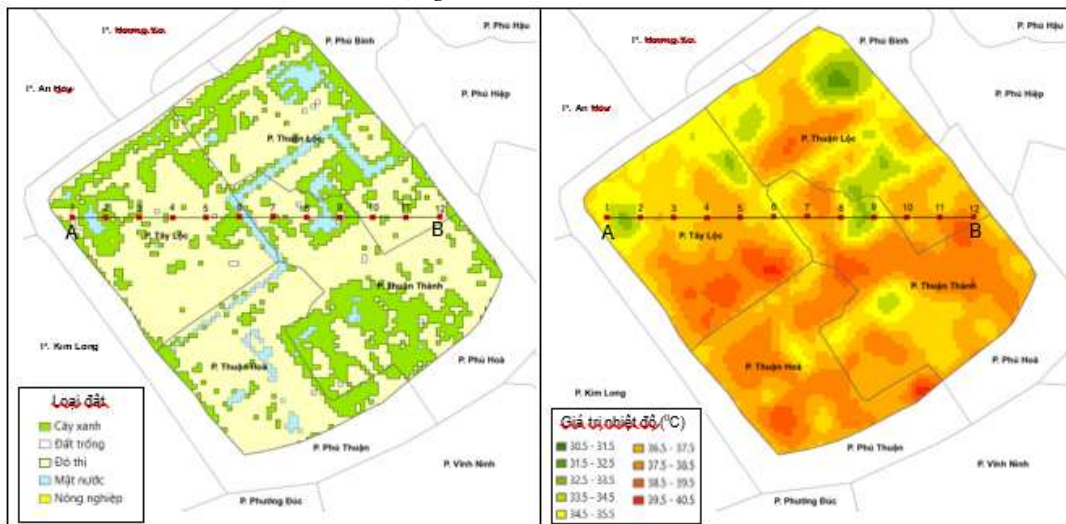 P. Hương Sơ
P. Phú Bình
P. Phú Hậu
P. An Hòa
P. Phú Hiệp
P. Thuận Lộc
1 2 3 4 5 6 7 8 9 10 11 12
A
B
P. Tây Lộc
P. Thuận Thành
P. Kim Long
P. Thuận Hoà
P. Phú Hoà
P. Phú Thuận
P. Vĩnh Ninh
P. Phường Đúc
Loại đất
Cây xanh
Đất trống
Đô thị
Mặt nước
Nông nghiệp
P. Hương Sơ
P. Phú Bình
P. Phú Hậu
P. An Hòa
P. Phú Hiệp
P. Thuận Lộc
1 2 3 4 5 6 7 8 9 10 11 12
A
B
P. Tây Lộc
P. Thuận Thành
P. Kim Long
P. Thuận Hoà
P. Phú Hoà
P. Phú Thuận
P. Vĩnh Ninh
P. Phường Đúc
Giá trị nhiệt độ (°C)
30.5 - 31.5
31.5 - 32.5
32.5 - 33.5
33.5 - 34.5
34.5 - 35.5
36.5 - 37.5
37.5 - 38.5
38.5 - 39.5
39.5 - 40.5